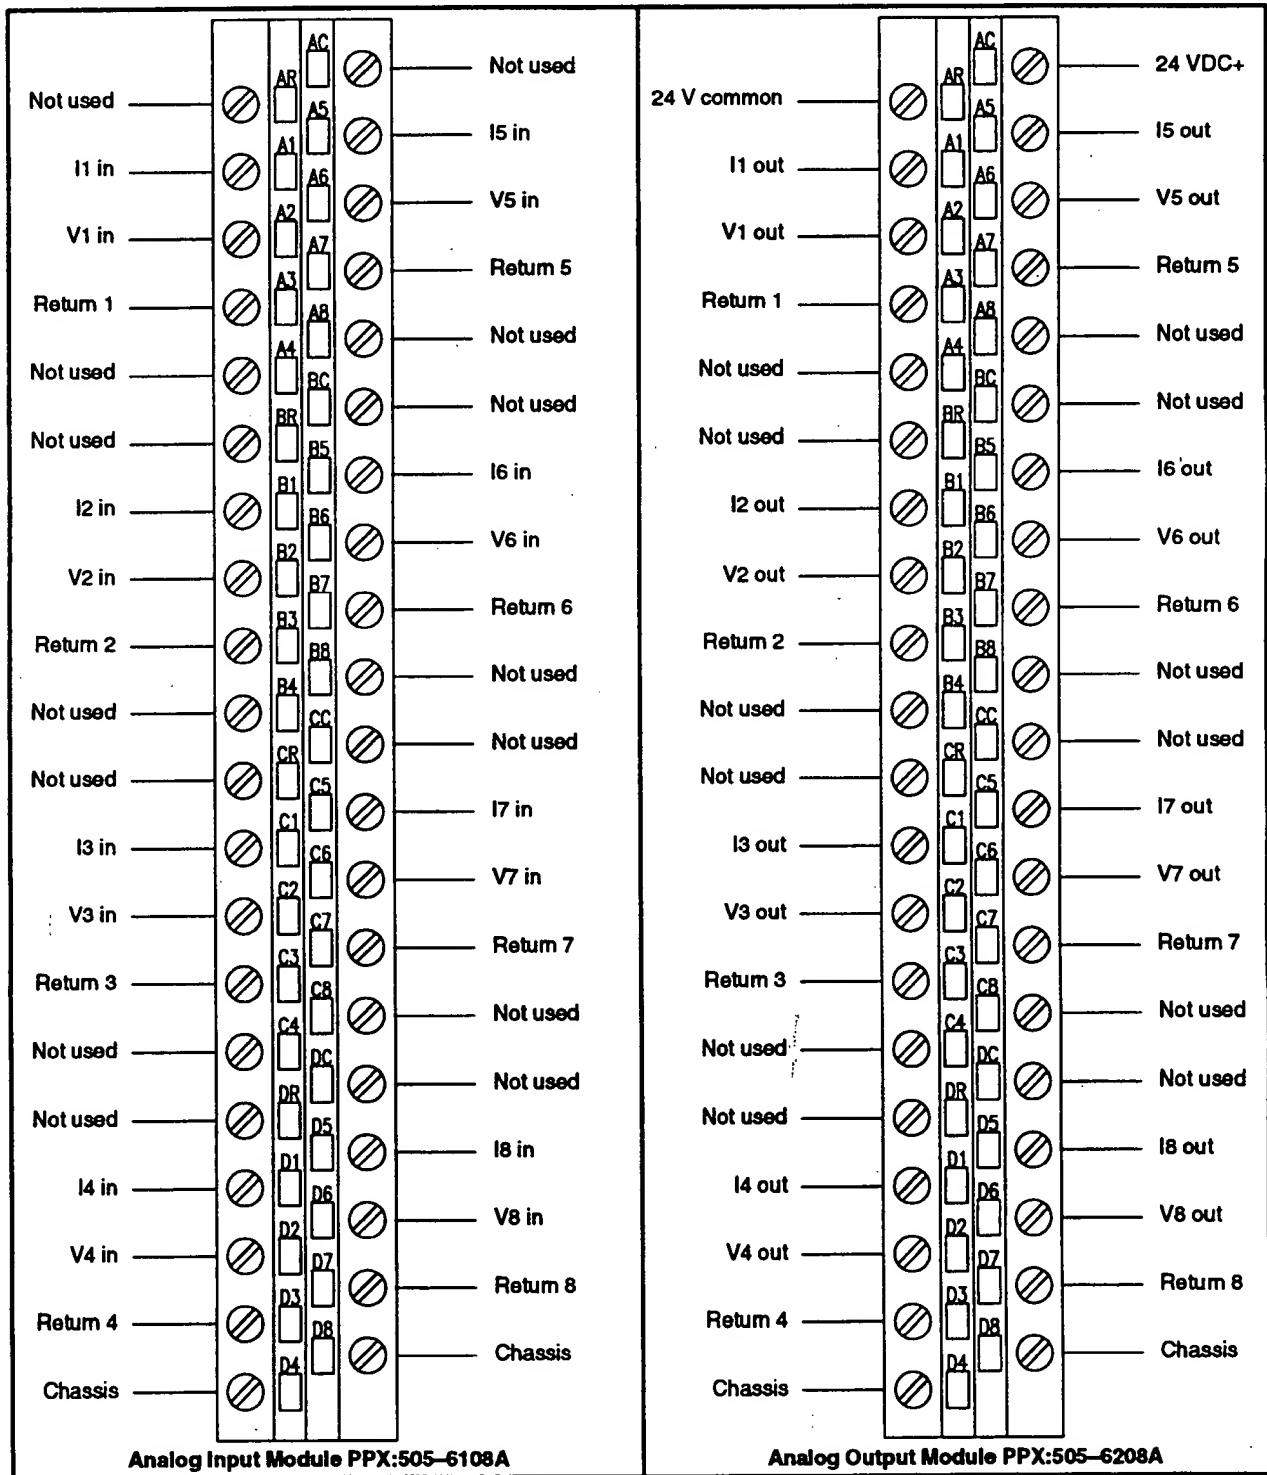 AC
Not used
AR
Not used
A5
I5 in
A1
I1 in
A6
V5 in
A2
V1 in
A7
Return 5
A3
Return 1
A8
Not used
A4
Not used
BC
Not used
BR
Not used
B5
I6 in
B1
I2 in
B6
V6 in
B2
V2 in
B7
Return 6
B3
Return 2
B8
Not used
B4
Not used
CC
Not used
CR
Not used
C5
I7 in
C1
I3 in
C6
V7 in
C2
V3 in
C7
Return 7
C3
Return 3
C8
Not used
C4
Not used
DC
Not used
DR
Not used
D5
I8 in
D1
I4 in
D6
V8 in
D2
V4 in
D7
Return 8
D3
Return 4
D8
Chassis
D4
Chassis
Analog Input Module PPX:505–6108A
AC
24 VDC+
AR
24 V common
A5
I5 out
A1
I1 out
A6
V5 out
A2
V1 out
A7
Return 5
A3
Return 1
A8
Not used
A4
Not used
BC
Not used
BR
Not used
B5
I6 out
B1
I2 out
B6
V6 out
B2
V2 out
B7
Return 6
B3
Return 2
B8
Not used
B4
Not used
CC
Not used
CR
Not used
C5
I7 out
C1
I3 out
C6
V7 out
C2
V3 out
C7
Return 7
C3
Return 3
C8
Not used
C4
Not used
DC
Not used
DR
Not used
D5
I8 out
D1
I4 out
D6
V8 out
D2
V4 out
D7
Return 8
D3
Return 4
D8
Chassis
D4
Chassis
Analog Output Module PPX:505–6208A